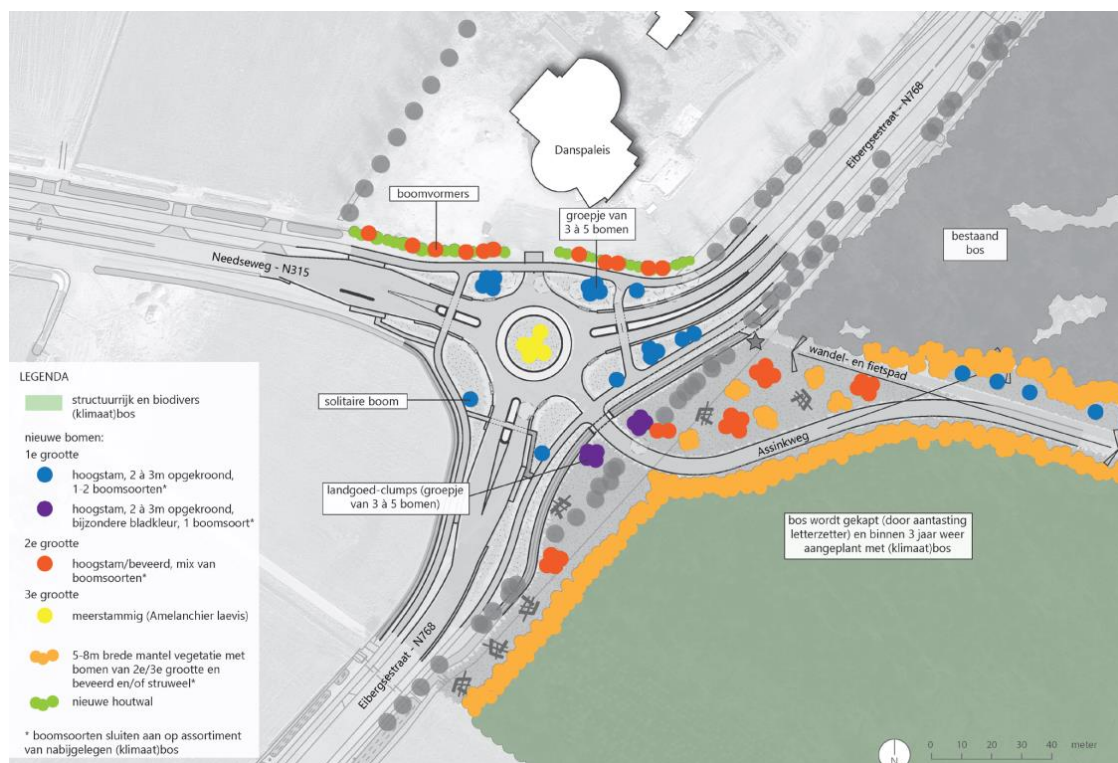 Danspaleis
Eibergsestraat - N768
boomvormers
groepje van
3 à 5 bomen
bestaand
bos
Needseweg - N315
wandel- en fietspad
solitaire boom
Assinkweg
landgoed-clumps (groepje
van 3 à 5 bomen)
bos wordt gekapt (door aantasting
letterzetter) en binnen 3 jaar weer
aangeplant met (klimaat)bos
Eibergsestraat - N768
LEGENDA
structuurrijk en biodivers
(klimaat)bos
nieuwe bomen:
1e grootte
hoogstam, 2 à 3m opgekroond,
1-2 boomsoorten*
hoogstam, 2 à 3m opgekroond,
bijzondere bladkleur, 1 boomsoort*
2e grootte
hoogstam/beveerd, mix van
boomsoorten*
3e grootte
meerstammig (Amelanchier laevis)
5-8m brede mantel vegetatie met
bomen van 2e/3e grootte en
beveerd en/of struweel*
nieuwe houtwal
* boomsoorten sluiten aan op assortiment
van nabijgelegen (klimaat)bos
N
0 10 20 30 40 meter